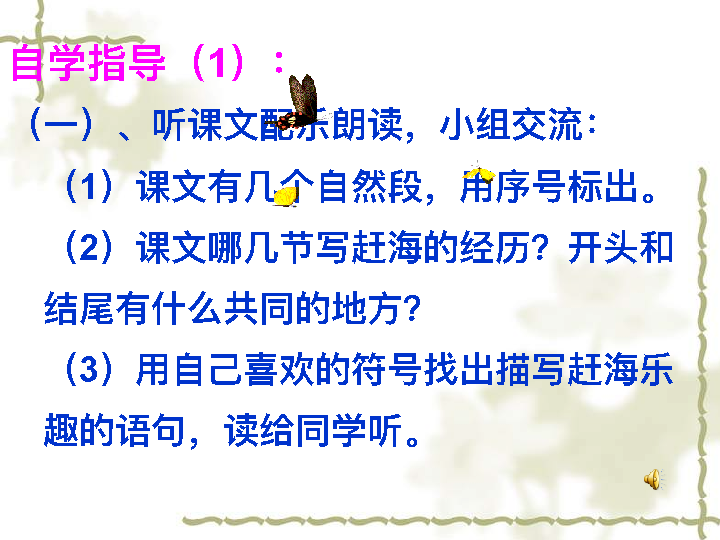 自学指导（1）：
（一）、听课文配乐朗读，小组交流：
（1）课文有几个自然段，用序号标出。
（2）课文哪几节写赶海的经历？开头和
结尾有什么共同的地方？
（3）用自己喜欢的符号找出描写赶海乐
趣的语句，读给同学听。